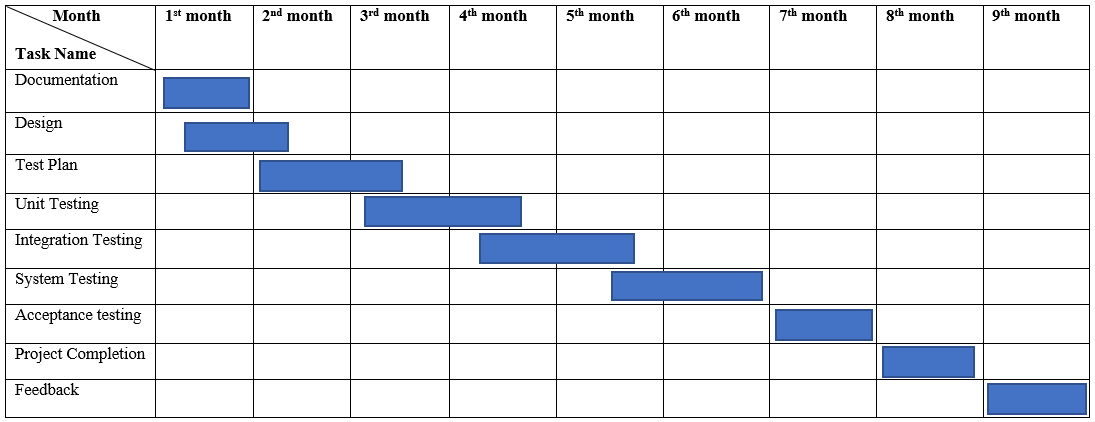 Month
1st month 2nd month 3rd month 4th month 5th month 6th month 7th month 8th month 9th month
Task Name
Documentation
Design
Test Plan
Unit Testing
Integration Testing
System Testing
Acceptance testing
Project Completion
Feedback